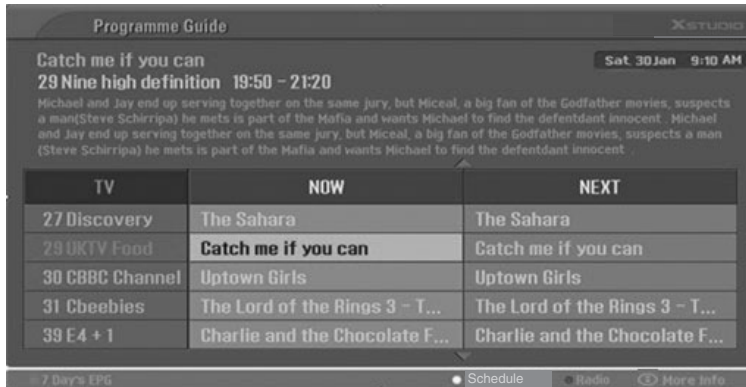 Programme Guide
XSTUDIO
Catch me if you can
Sat 30Jan 9:10 AM
29 Nine high definition 19:50 – 21:20
Michael and Jay end up serving together on the same jury, but Miceal, a big fan of the Godfather movies, suspects
a man(Steve Schirripa) he mets is part of the Mafia and wants Michael to find the defentdant innocent . Michael
and Jay end up serving together on the same jury, but Miceal, a big fan of the Godfather movies, suspects a man
(Steve Schirripa) he mets is part of the Mafia and wants Michael to find the defentdant innocent .
TV NOW NEXT
27 Discovery The Sahara The Sahara
29 UKTV Food Catch me if you can Catch me if you can
30 CBBC Channel Uptown Girls Uptown Girls
31 Cbeebies The Lord of the Rings 3 – T... The Lord of the Rings 3 – T...
39 E4 + 1 Charlie and the Chocolate F... Charlie and the Chocolate F...
7 Day's EPG Schedule Radio More Info